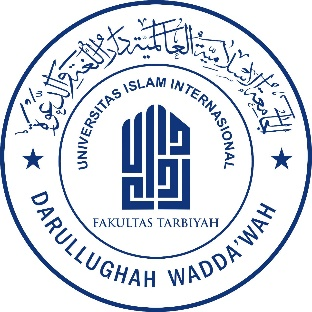 الجامعة الإسلامية العالمية دار اللغة والدعوة
UNIVERSITAS ISLAM INTERNASIONAL
FAKULTAS TARBIYAH
DARULLUGHAH WADDA'WAH